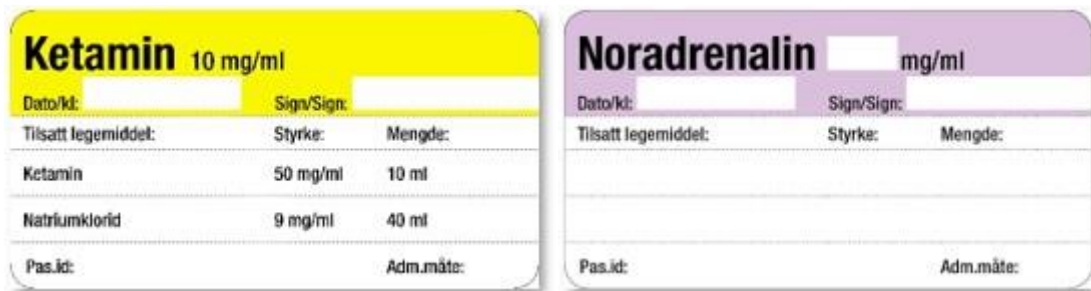 Ketamin 10 mg/ml
Dato/kl: Sign/Sign:
Tilsatt legemiddel: Styrke: Mengde:
Ketamin 50 mg/ml 10 ml
Natriumklorid 9 mg/ml 40 ml
Pas.id: Adm.måte:
Noradrenalin mg/ml
Dato/kl: Sign/Sign:
Tilsatt legemiddel: Styrke: Mengde:
Pas.id: Adm.måte: